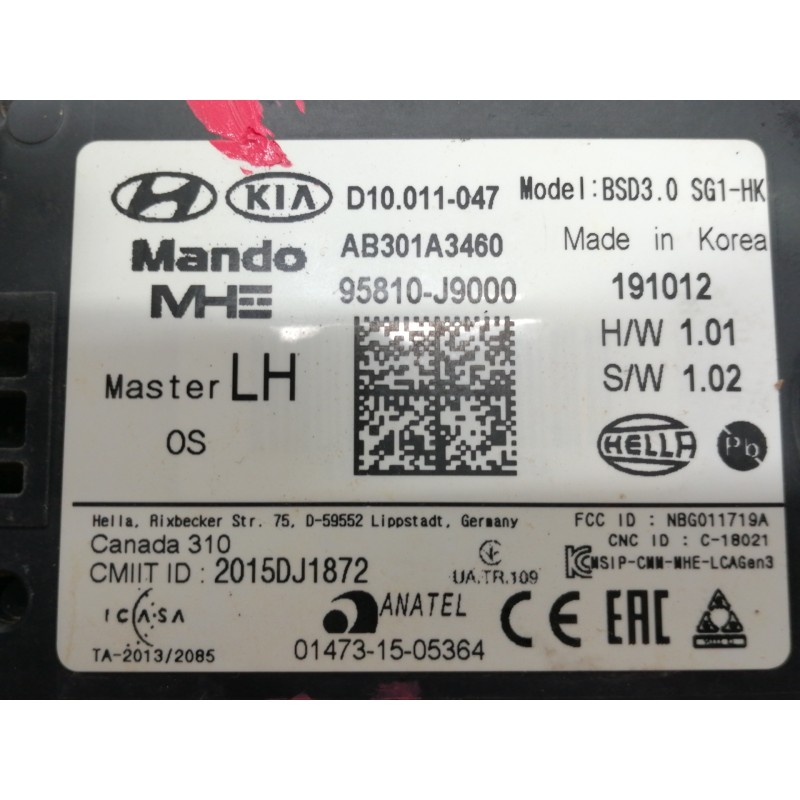 KIA D10.011-047 Model:BSD3.0 SG1-HK
Mando AB301A3460 Made in Korea
MHE 95810-J9000 191012
H/W 1.01
Master LH S/W 1.02
OS HELLA Pb
Hella, Rixbecker Str. 75, D-59552 Lippstadt, Germany FCC ID : NBG011719A
Canada 310 CNC ID : C-18021
CMIIT ID : 2015DJ1872 UA.TR.109 MSIP-CMM-MHE-LCAGen3
ICASA ANATEL CE EAC
TA-2013/2085 01473-15-05364